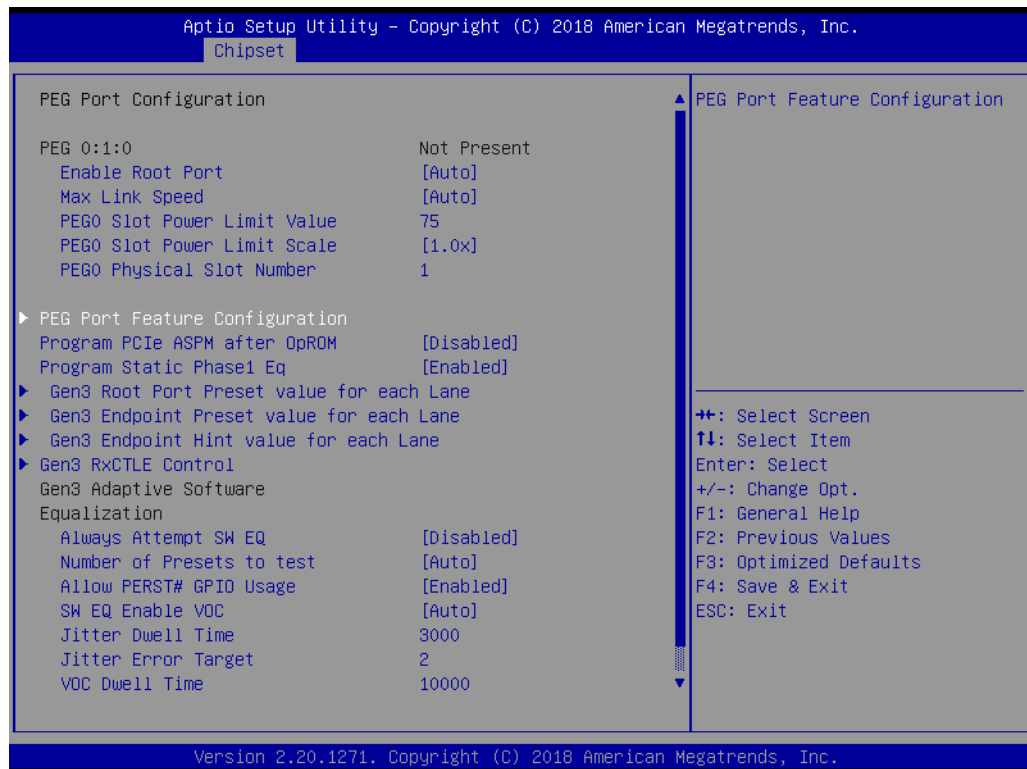 Aptio Setup Utility – Copyright (C) 2018 American Megatrends, Inc.
Chipset
PEG Port Configuration
PEG 0:1:0 Not Present
Enable Root Port [Auto]
Max Link Speed [Auto]
PEG0 Slot Power Limit Value 75
PEG0 Slot Power Limit Scale [1.0x]
PEG0 Physical Slot Number 1
PEG Port Feature Configuration
Program PCIe ASPM after OpROM [Disabled]
Program Static Phase1 Eq [Enabled]
Gen3 Root Port Preset value for each Lane
Gen3 Endpoint Preset value for each Lane
Gen3 Endpoint Hint value for each Lane
Gen3 RxCTLE Control
Gen3 Adaptive Software
Equalization
Always Attempt SW EQ [Disabled]
Number of Presets to test [Auto]
Allow PERST# GPIO Usage [Enabled]
SW EQ Enable VOC [Auto]
Jitter Dwell Time 3000
Jitter Error Target 2
VOC Dwell Time 10000
PEG Port Feature Configuration
→←: Select Screen
↑↓: Select Item
Enter: Select
+/-: Change Opt.
F1: General Help
F2: Previous Values
F3: Optimized Defaults
F4: Save & Exit
ESC: Exit
Version 2.20.1271. Copyright (C) 2018 American Megatrends, Inc.